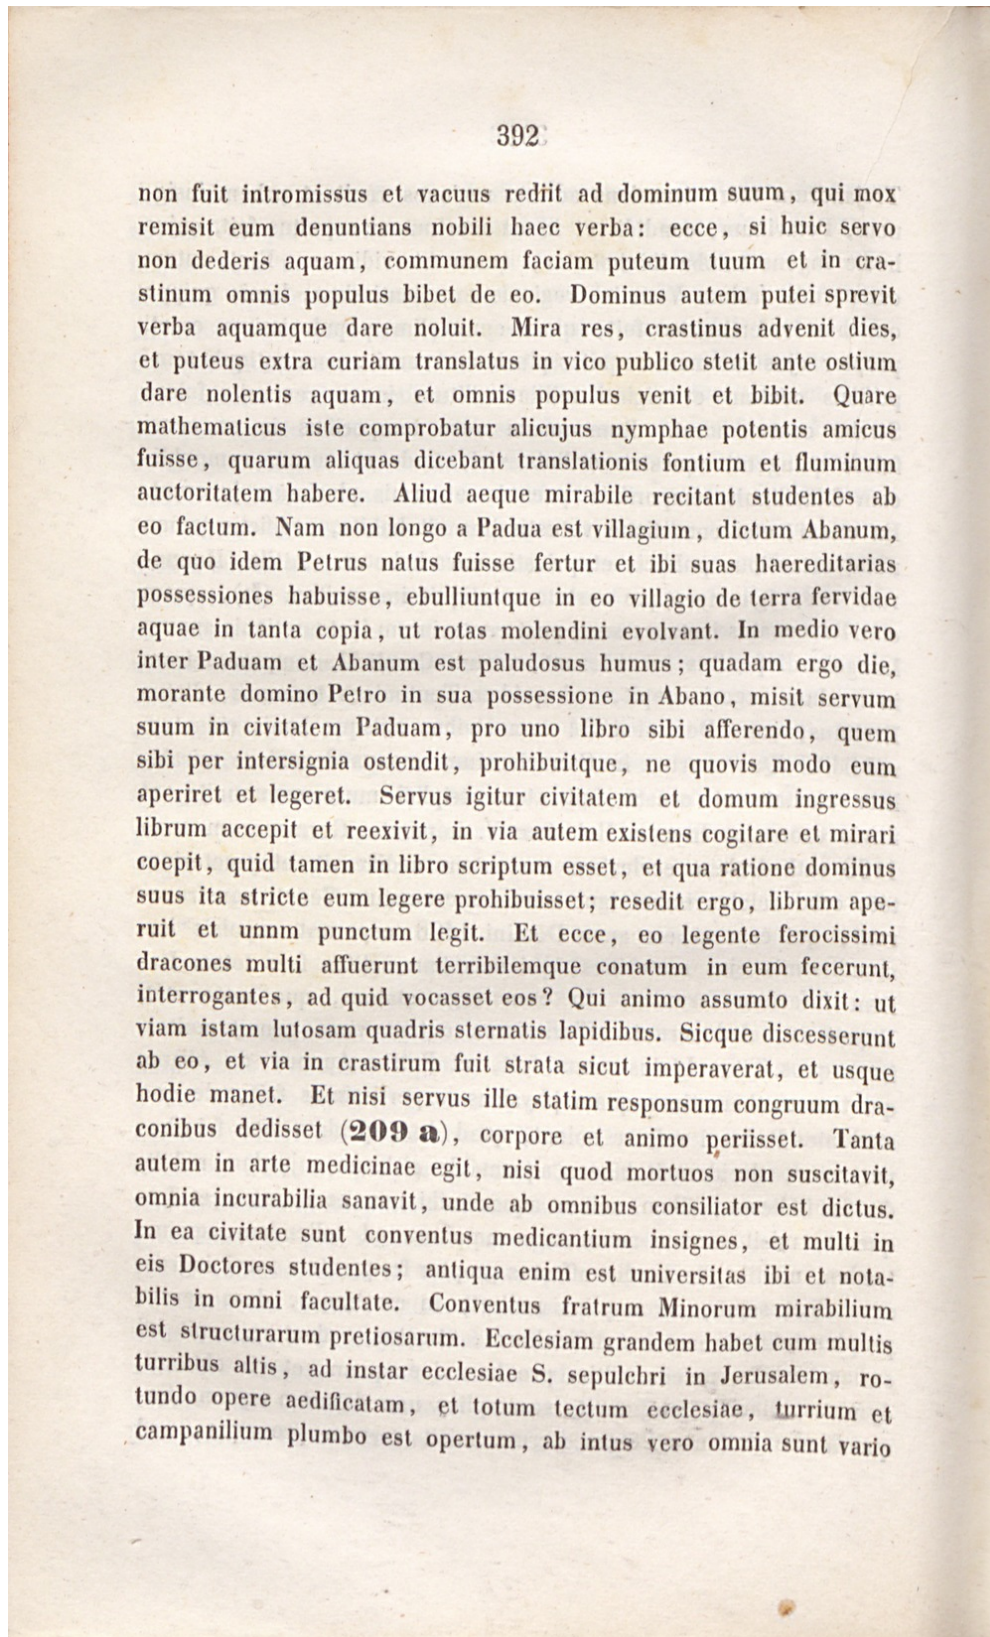 392
non fuit intromissus et vacuus rediit ad dominum suum, qui mox
remisit eum denuntians nobili haec verba: ecce, si huic servo
non dederis aquam, communem faciam puteum tuum et in cra-
stinum omnis populus bibet de eo. Dominus autem putei sprevit
verba aquamque dare noluit. Mira res, crastinus advenit dies,
et puteus extra curiam translatus in vico publico stetit ante ostium
dare nolentis aquam, et omnis populus venit et bibit. Quare
mathematicus iste comprobatur alicujus nymphae potentis amicus
fuisse, quarum aliquas dicebant translationis fontium et fluminum
auctoritatem habere. Aliud aeque mirabile recitant studentes ab
eo factum. Nam non longo a Padua est villagium, dictum Abanum,
de quo idem Petrus natus fuisse fertur et ibi suas haereditarias
possessiones habuisse, ebulliuntque in eo villagio de terra fervidae
aquae in tanta copia, ut rotas molendini evolvant. In medio vero
inter Paduam et Abanum est paludosus humus; quadam ergo die,
morante domino Petro in sua possessione in Abano, misit servum
suum in civitatem Paduam, pro uno libro sibi afferendo, quem
sibi per intersignia ostendit, prohibuitque, ne quovis modo eum
aperiret et legeret. Servus igitur civitatem et domum ingressus
librum accepit et reexivit, in via autem existens cogitare et mirari
coepit, quid tamen in libro scriptum esset, et qua ratione dominus
suus ita stricte eum legere prohibuisset; resedit ergo, librum ape-
ruit et unnm punctum legit. Et ecce, eo legente ferocissimi
dracones multi affuerunt terribilemque conatum in eum fecerunt,
interrogantes, ad quid vocasset eos? Qui animo assumto dixit: ut
viam istam lutosam quadris sternatis lapidibus. Sicque discesserunt
ab eo, et via in crastirum fuit strata sicut imperaverat, et usque
hodie manet. Et nisi servus ille statim responsum congruum dra-
conibus dedisset (209 a), corpore et animo periisset. Tanta
autem in arte medicinae egit, nisi quod mortuos non suscitavit,
omnia incurabilia sanavit, unde ab omnibus consiliator est dictus.
In ea civitate sunt conventus medicantium insignes, et multi in
eis Doctores studentes; antiqua enim est universitas ibi et nota-
bilis in omni facultate. Conventus fratrum Minorum mirabilium
est structurarum pretiosarum. Ecclesiam grandem habet cum multis
turribus altis, ad instar ecclesiae S. sepulchri in Jerusalem, ro-
tundo opere aedificatam, et totum tectum ecclesiae, turrium et
campanilium plumbo est opertum, ab intus vero omnia sunt vario